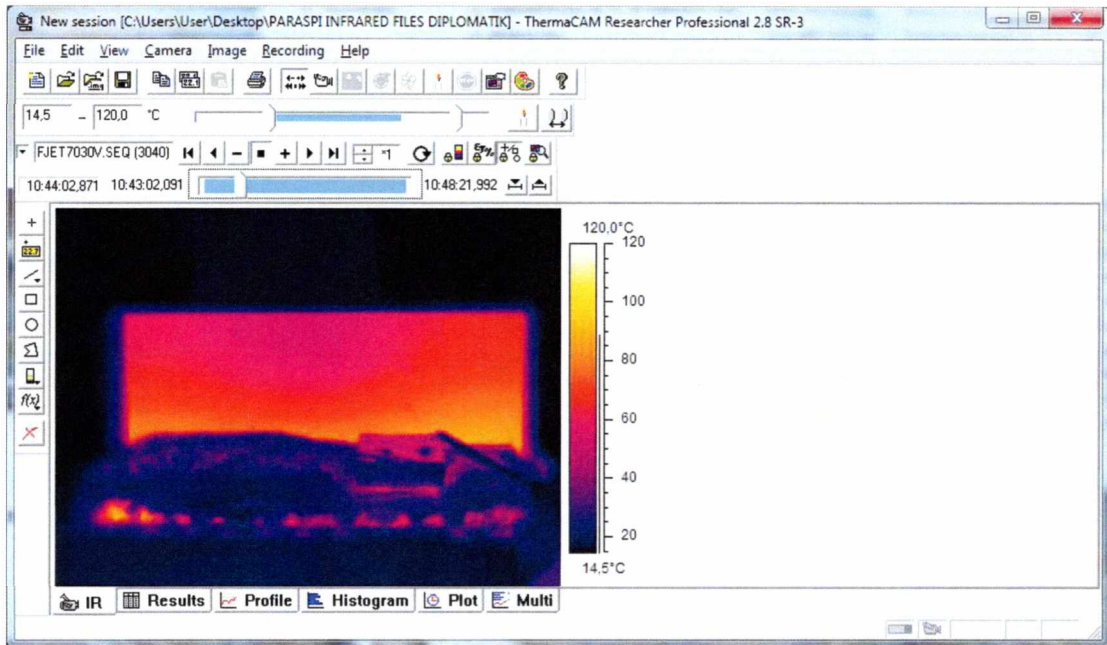 New session [C:\Users\User\Desktop\PARASPI INFRARED FILES DIPLOMATIK] - ThermaCAM Researcher Professional 2.8 SR-3
File Edit View Camera Image Recording Help
14,5 - 120,0 °C
FJET7030V.SEQ (3040) *1
10:44:02,871 10:43:02,091 10:48:21,992
120,0°C
120
100
80
60
40
20
14,5°C
f(x)
IR Results Profile Histogram Plot Multi